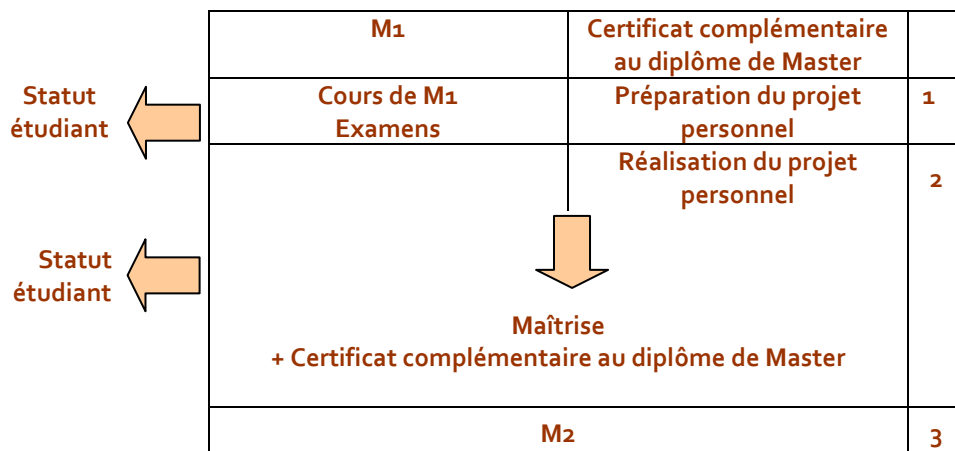 M1
Certificat complémentaire
au diplôme de Master
Statut
étudiant
Cours de M1
Examens
Préparation du projet
personnel
1
Réalisation du projet
personnel
2
Statut
étudiant
Maîtrise
+ Certificat complémentaire au diplôme de Master
M2
3